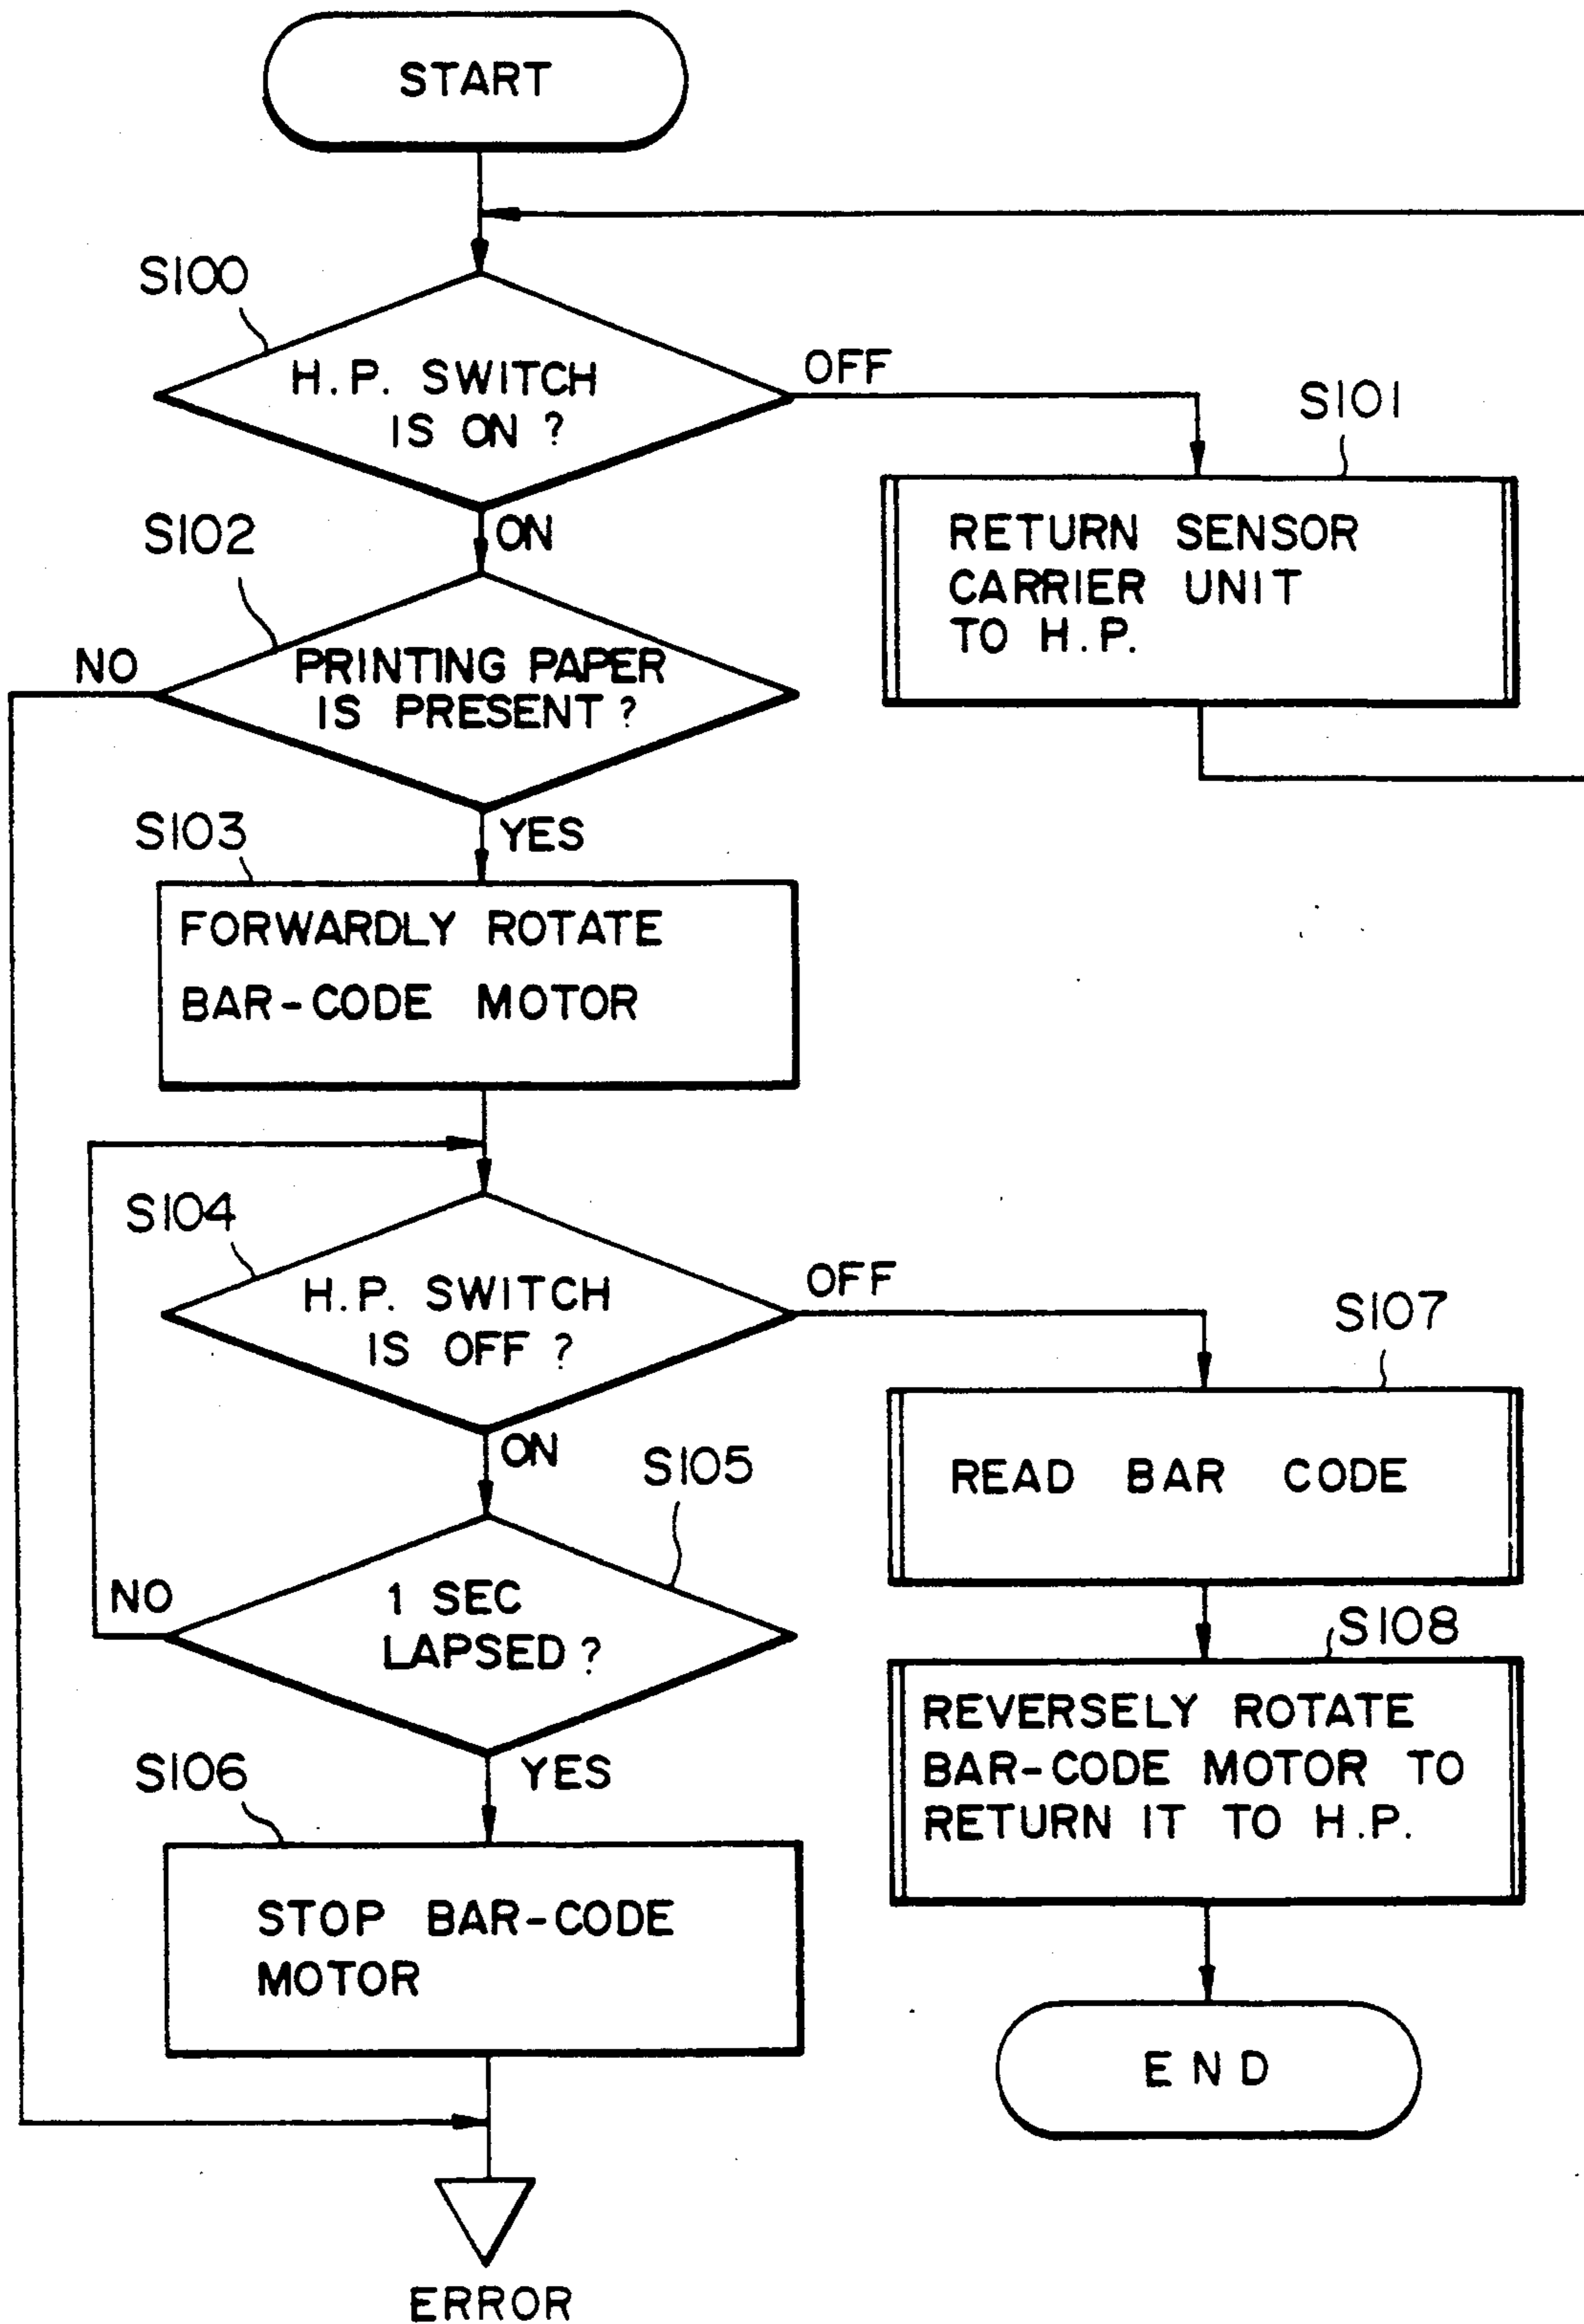 START
S100
H.P. SWITCH
IS ON ?
OFF
ON
S101
RETURN SENSOR
CARRIER UNIT
TO H.P.
S102
NO
PRINTING PAPER
IS PRESENT ?
YES
S103
FORWARDLY ROTATE
BAR-CODE MOTOR
S104
H.P. SWITCH
IS OFF ?
OFF
ON
S107
READ BAR CODE
S105
NO
1 SEC
LAPSED ?
YES
S108
REVERSELY ROTATE
BAR-CODE MOTOR TO
RETURN IT TO H.P.
S106
STOP BAR-CODE
MOTOR
END
ERROR